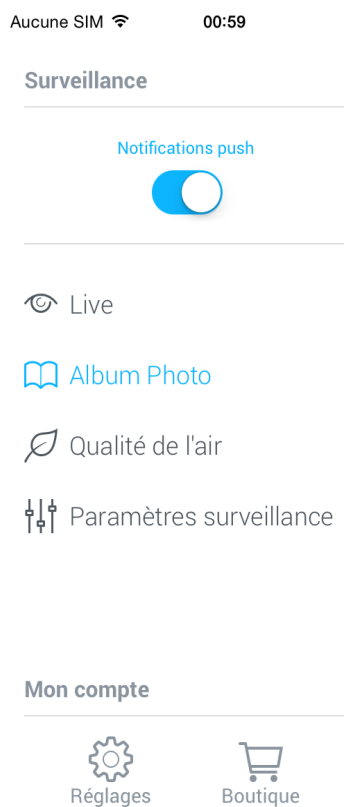 Aucune SIM 00:59
Surveillance
Notifications push
Live
Album Photo
Qualité de l'air
Paramètres surveillance
Mon compte
Réglages Boutique